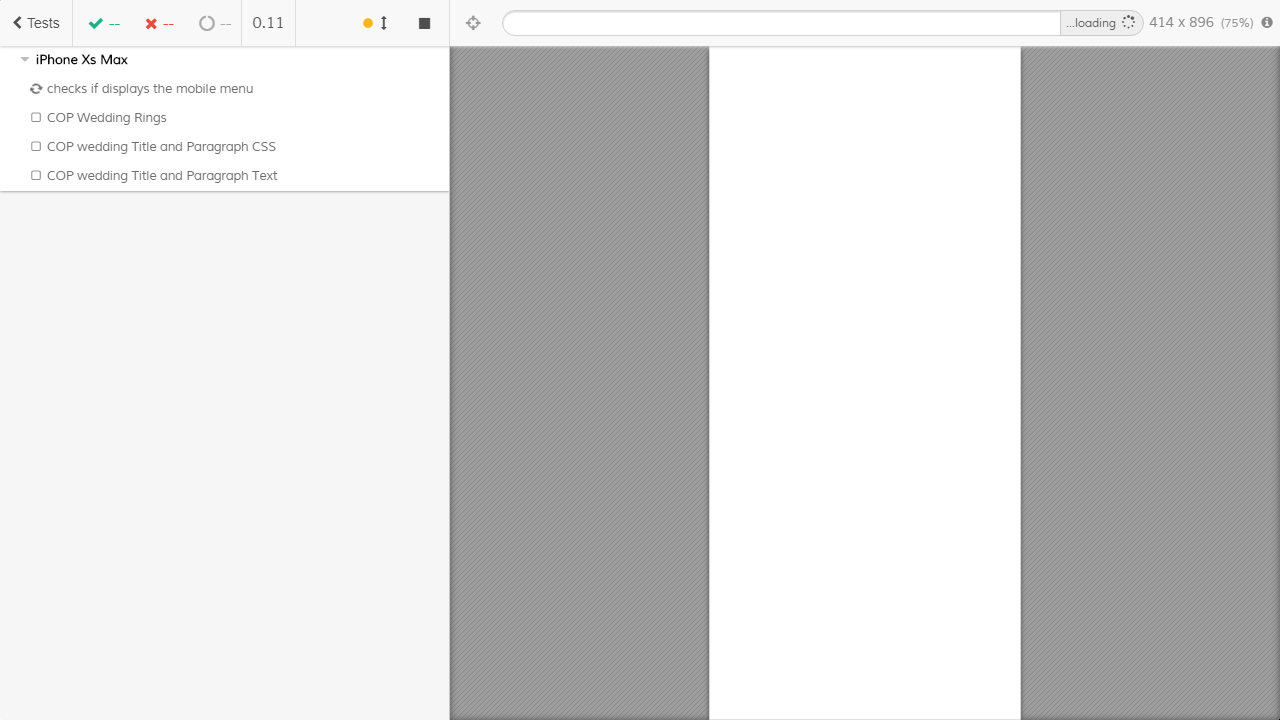 Tests -- -- -- 0.11 ...loading 414 x 896 (75%)
iPhone Xs Max
checks if displays the mobile menu
COP Wedding Rings
COP wedding Title and Paragraph CSS
COP wedding Title and Paragraph Text